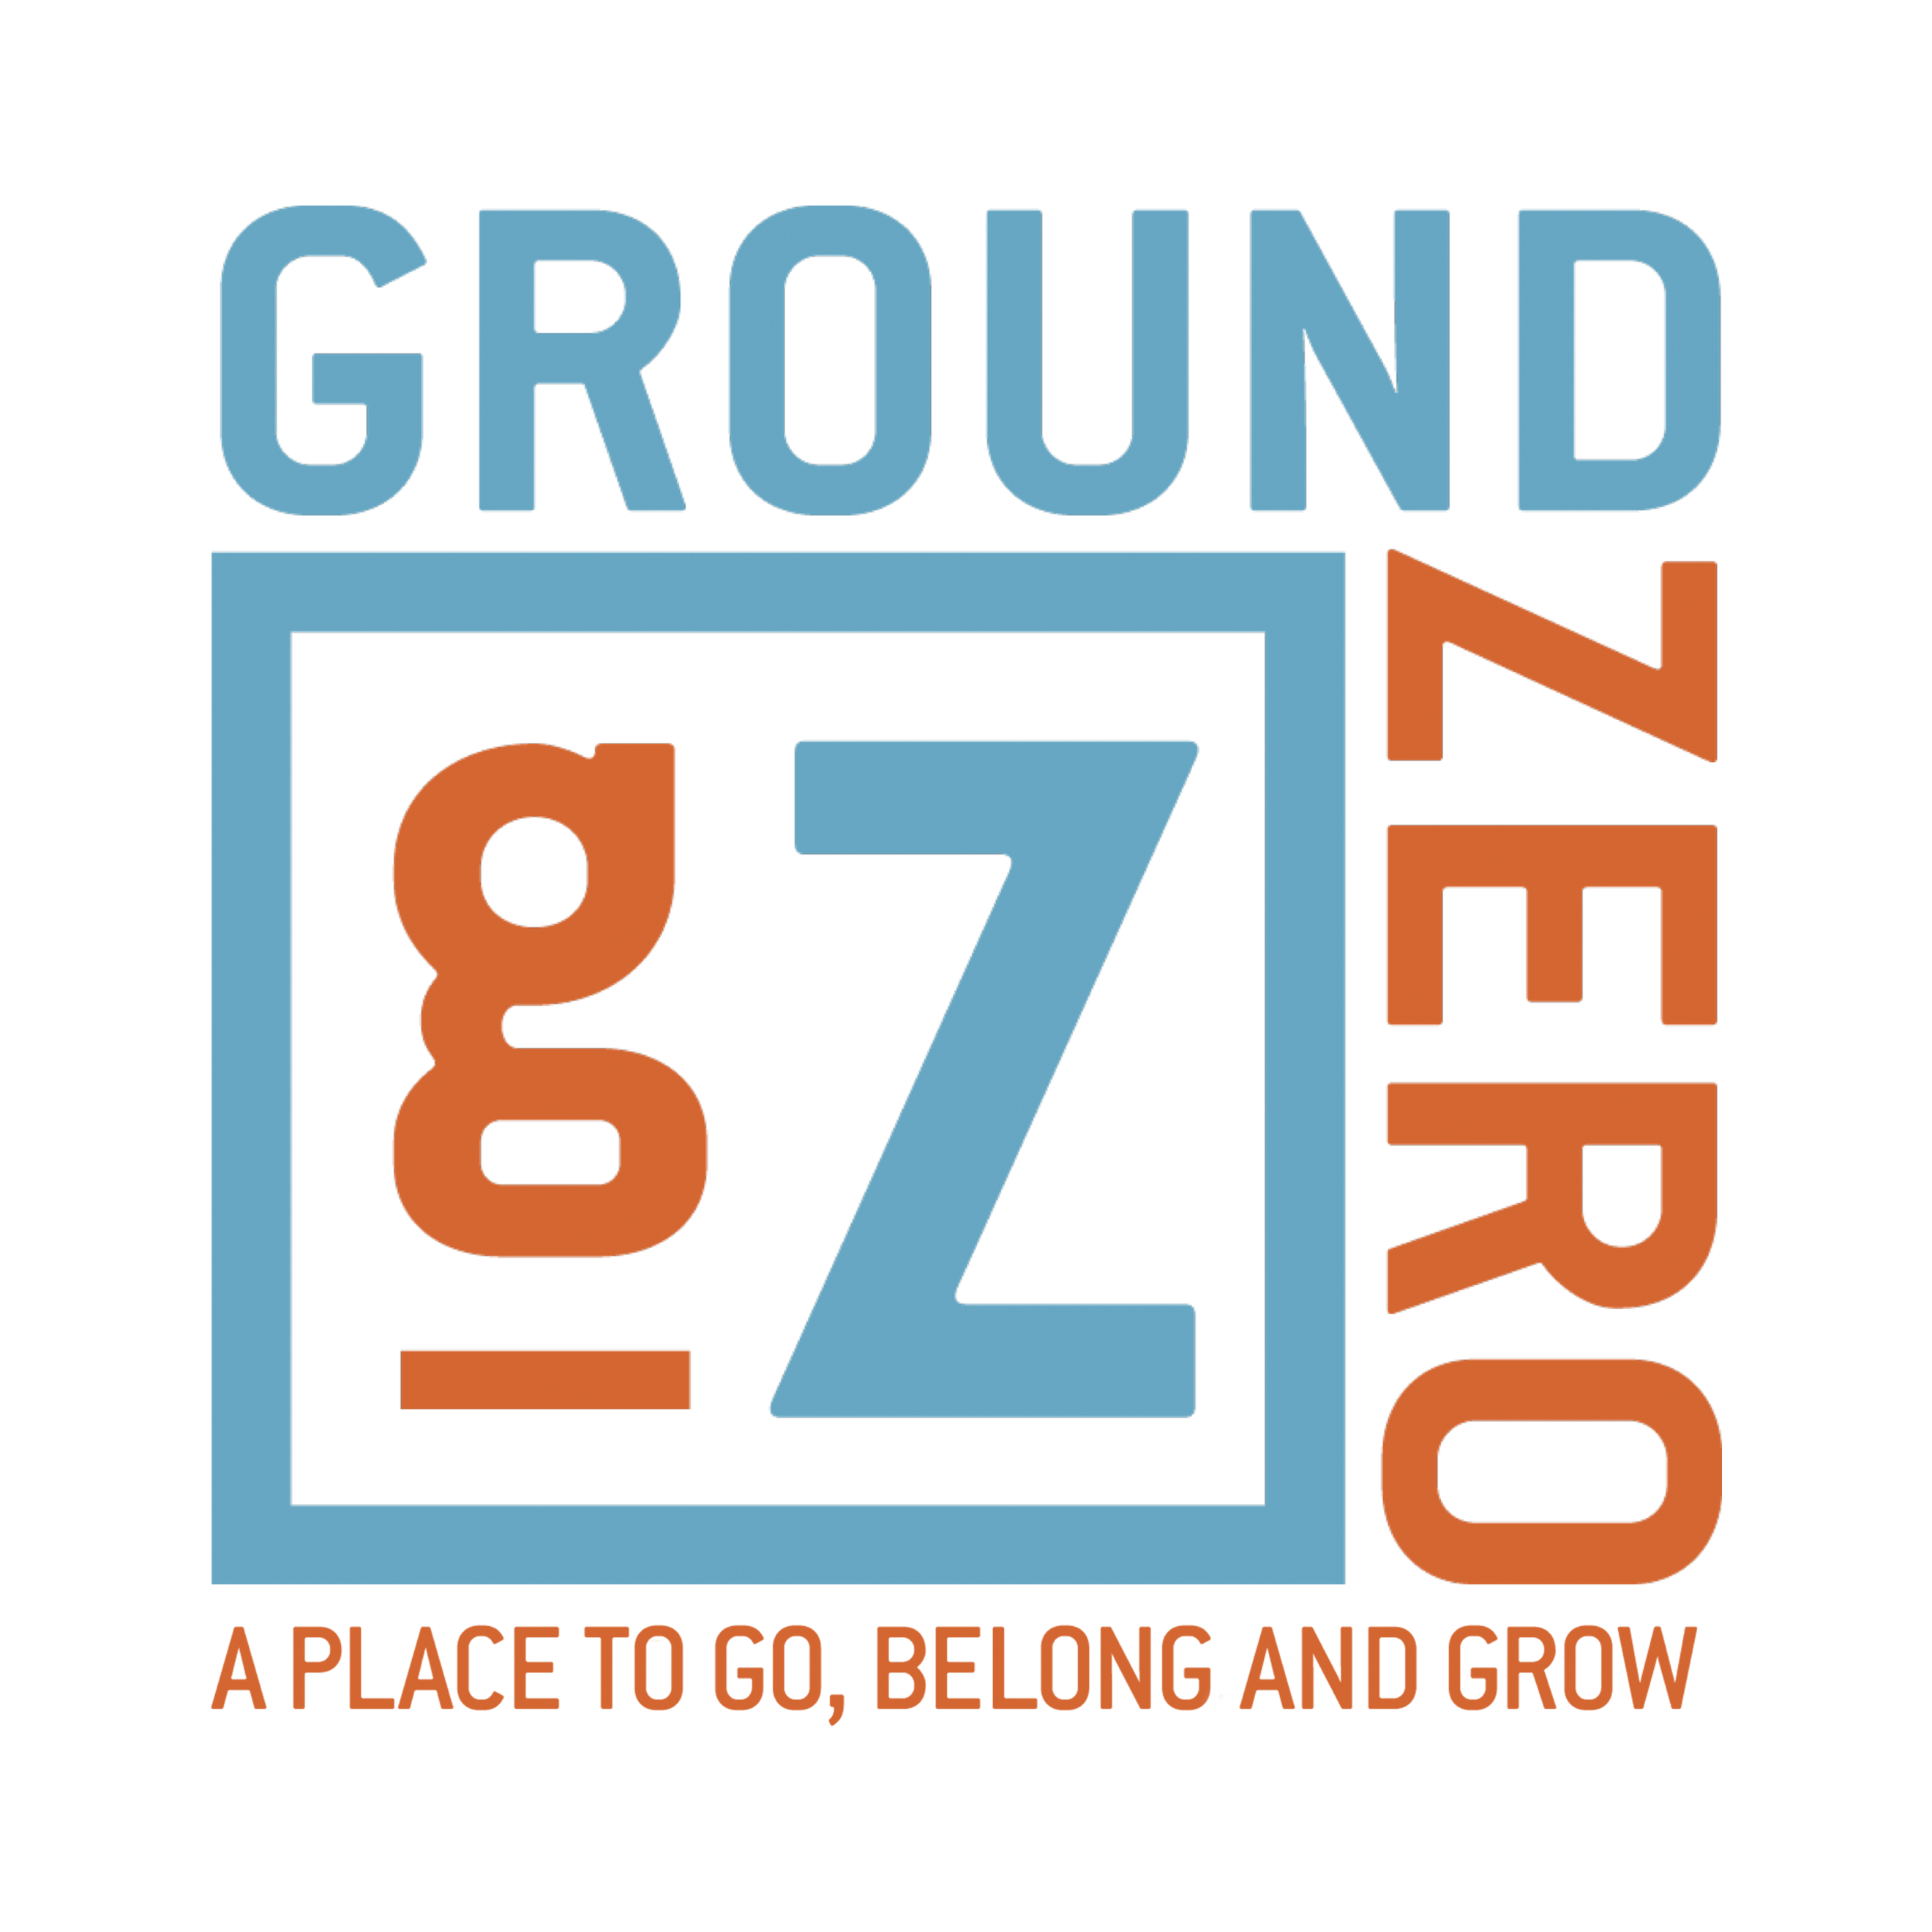 GROUND
ZERO
gZ
A PLACE TO GO, BELONG AND GROW